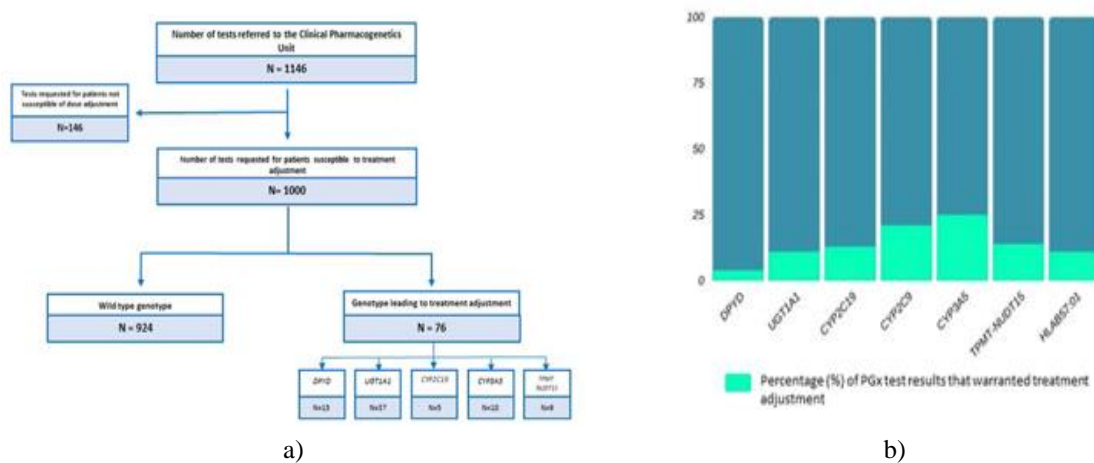 Number of tests referred to the Clinical Pharmacogenetics
Unit
N = 1146
Tests requested for patients not
susceptible of dose adjustment
N=146
Number of tests requested for patients susceptible to treatment
adjustment
N= 1000
Wild type genotype
N = 924
Genotype leading to treatment adjustment
N = 76
DPYD
UGT1A1
CYP2C19
CYP3A5
TPMT
NUDT15
N=5
N=10
a)
100
75
50
25
0
DPYD
UGT1A1
CYP2C19
CYP2C9
CYP3A5
TPMT-NUDT15
HLAB57:01
Percentage (%) of PGx test results that warranted treatment
adjustment
b)